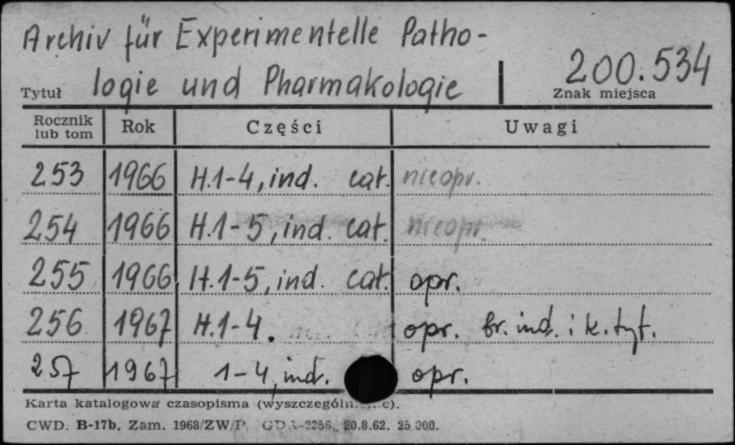 Archiv für Experimentelle Patho-
Tytuł logie und Pharmakologie 200.534
Znak miejsca
Rocznik lub tom Rok Części Uwagi
253 1966 H.1-4, ind. cat. nieopr.
254 1966 H.1-5, ind. cat. nieopr.
255 1966 H.1-5, ind. cat. opr.
256 1967 H.1-4. opr. br. ind. i k. tyt.
257 1967 1-4, ind. opr.
Karta katalogowa czasopisma
CWD. B-17b. Zam. 1968/ZW/P. 20.8.62. 25 000.